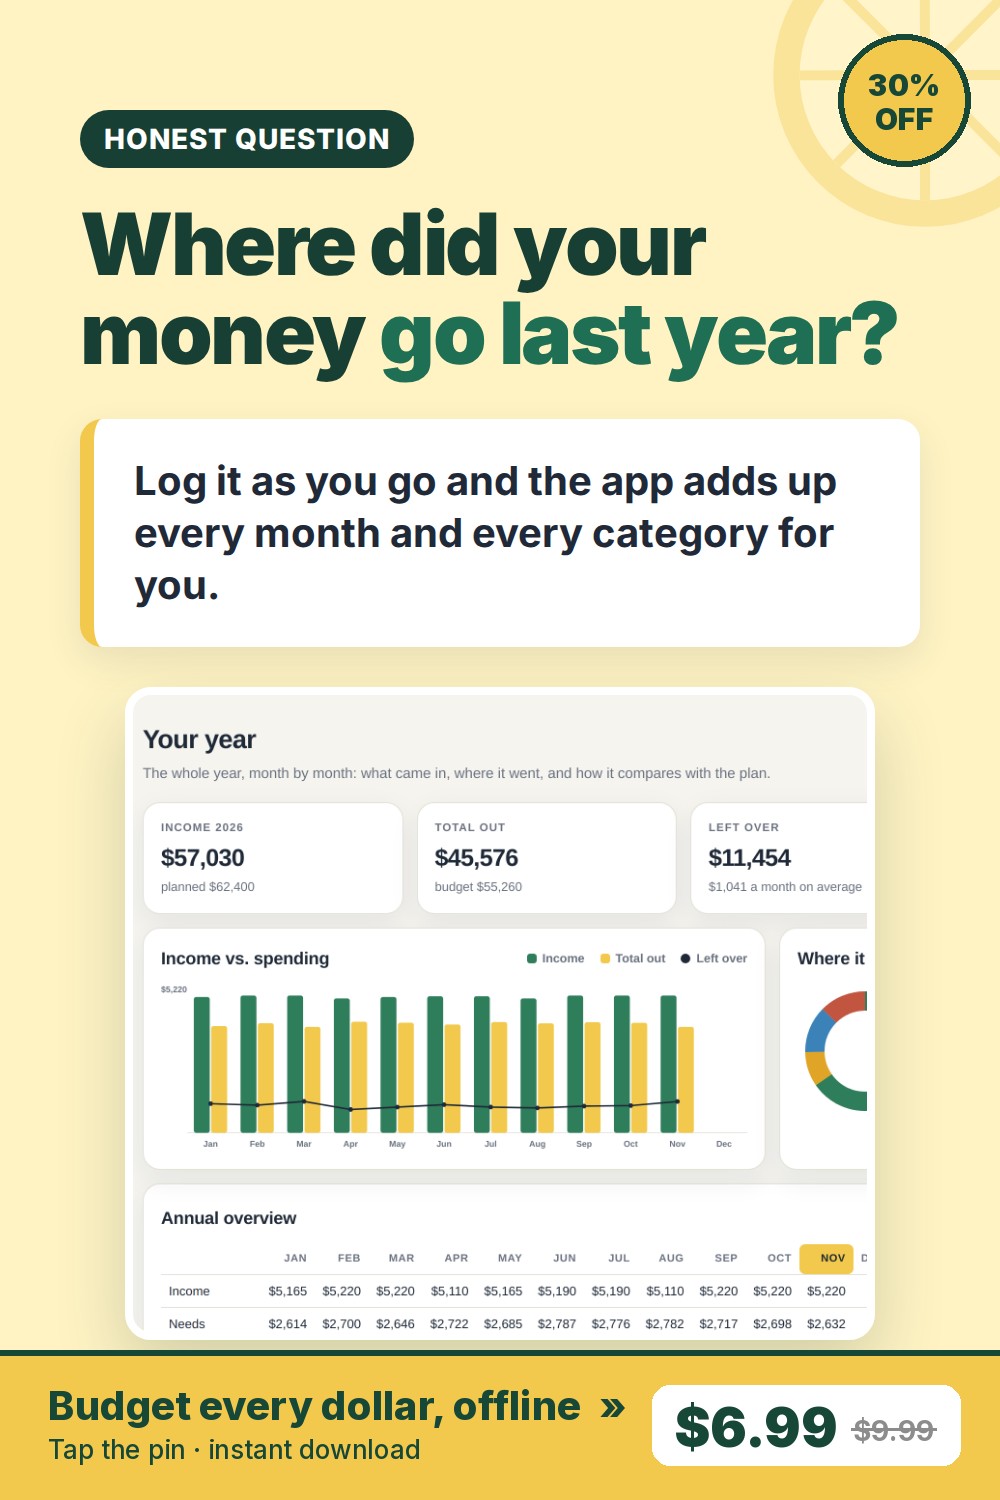 30%
OFF
HONEST QUESTION
Where did your
money go last year?
Log it as you go and the app adds up
every month and every category for
you.
Your year
The whole year, month by month: what came in, where it went, and how it compares with the plan.
INCOME 2026 TOTAL OUT LEFT OVER
$57,030 $45,576 $11,454
planned $62,400 budget $55,260 $1,041 a month on average
Income vs. spending Income Total out Left over Where it
$5,220
Jan Feb Mar Apr May Jun Jul Aug Sep Oct Nov Dec
Annual overview
JAN FEB MAR APR MAY JUN JUL AUG SEP OCT NOV D
Income $5,165 $5,220 $5,220 $5,110 $5,165 $5,190 $5,190 $5,110 $5,220 $5,220 $5,220
Needs $2,614 $2,700 $2,646 $2,722 $2,685 $2,787 $2,776 $2,782 $2,717 $2,698 $2,632
Budget every dollar, offline »
Tap the pin · instant download
$6.99 $9.99